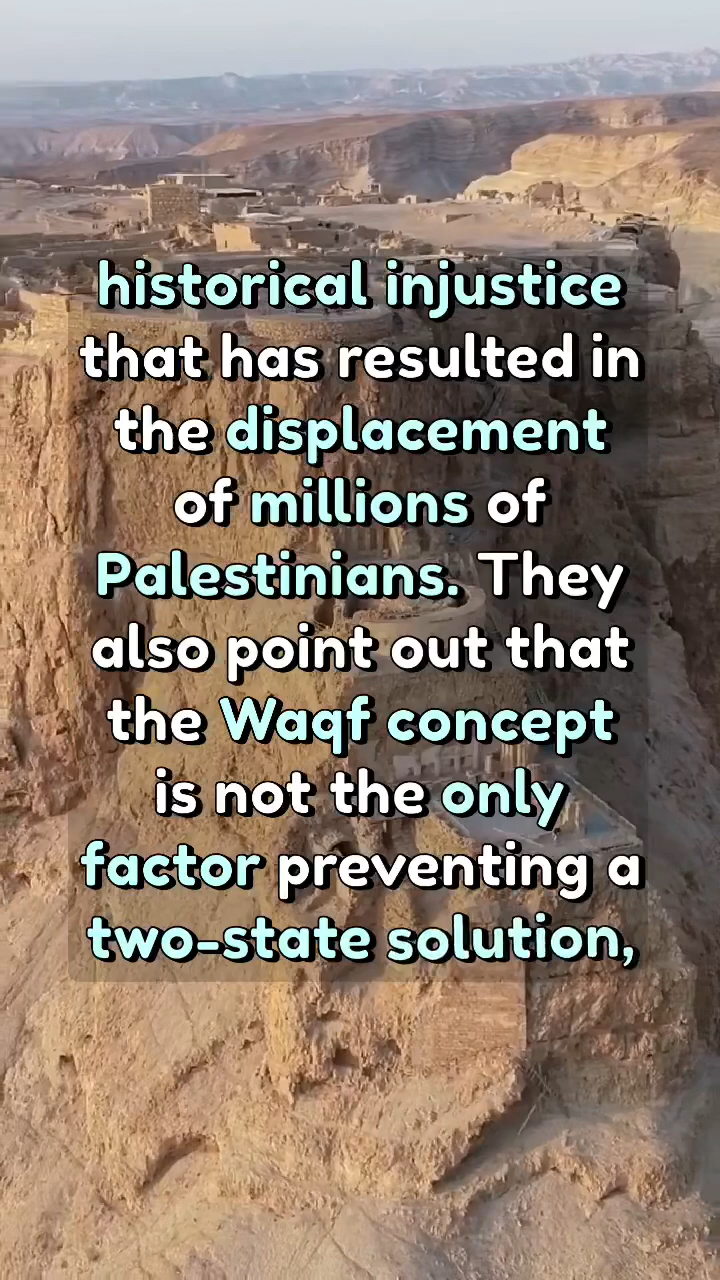 historical injustice
that has resulted in
the displacement
of millions of
Palestinians. They
also point out that
the Waqf concept
is not the only
factor preventing a
two-state solution,